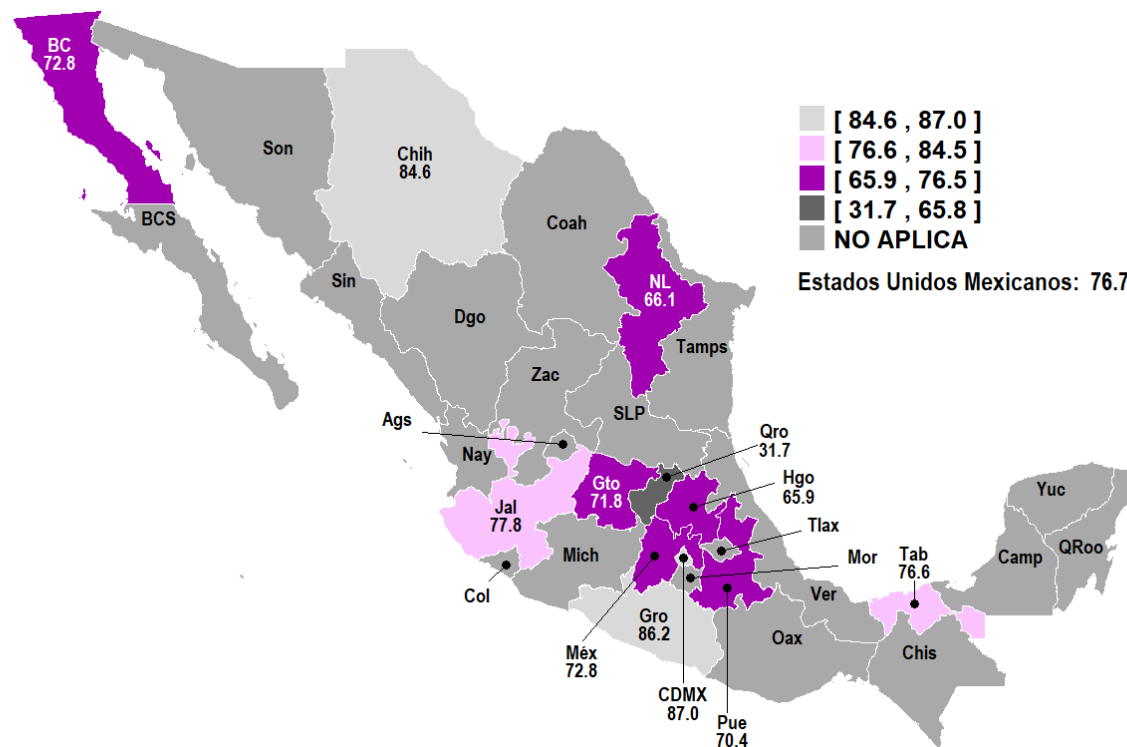 BC
72.8
Son
Chih
84.6
BCS
Coah
Sin
NL
66.1
Dgo
Tamps
Zac
SLP
Ags
Nay
Qro
31.7
Gto
71.8
Hgo
65.9
Jal
77.8
Tlax
Mich
Mor
Col
Tab
76.6
Yuc
QRoo
Camp
Ver
Gro
86.2
Oax
Chis
Méx
72.8
CDMX
87.0
Pue
70.4
[ 84.6 , 87.0 ]
[ 76.6 , 84.5 ]
[ 65.9 , 76.5 ]
[ 31.7 , 65.8 ]
NO APLICA
Estados Unidos Mexicanos: 76.7